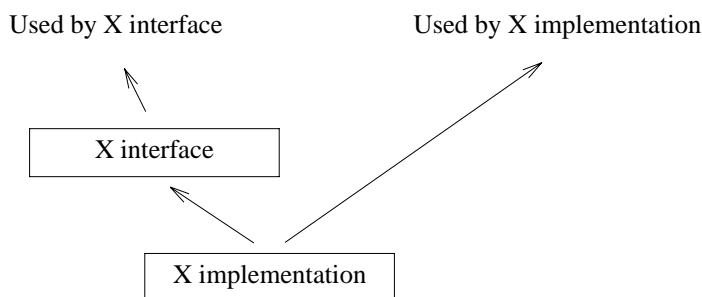 Used by X interface
Used by X implementation
X interface
X implementation